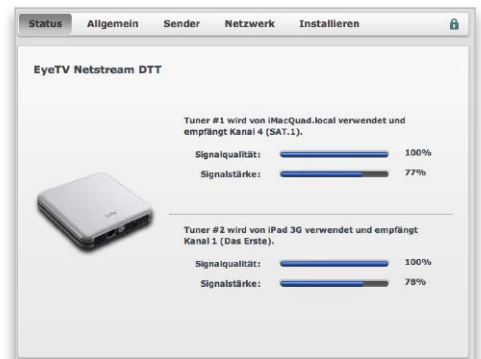 Status Allgemein Sender Netzwerk Installieren
EyeTV Netstream DTT
Tuner #1 wird von iMacQuad.local verwendet und
empfängt Kanal 4 (SAT.1).
Signalqualität: 100%
Signalstärke: 77%
Tuner #2 wird von iPad 3G verwendet und empfängt
Kanal 1 (Das Erste).
Signalqualität: 100%
Signalstärke: 78%